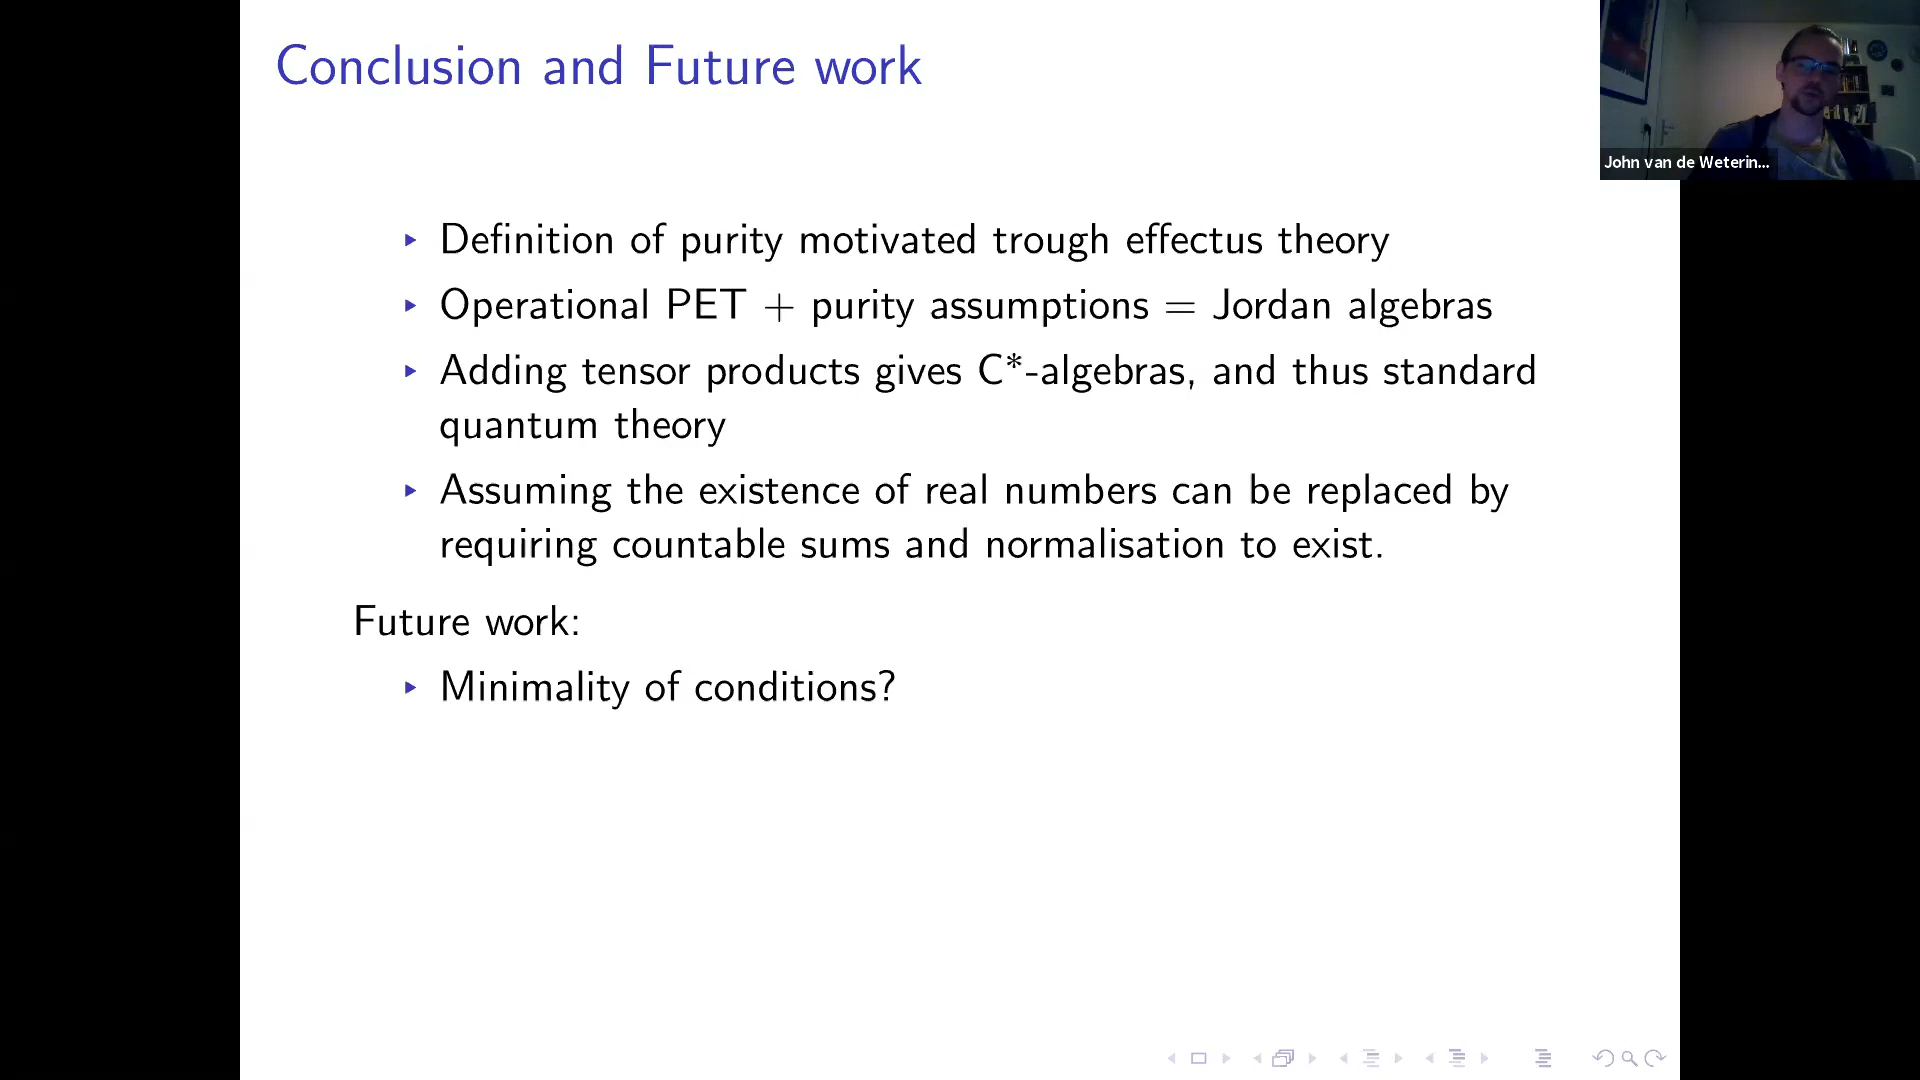 Conclusion and Future work
John van de Weterin...
▸ Definition of purity motivated trough effectus theory
▸ Operational PET + purity assumptions = Jordan algebras
▸ Adding tensor products gives C*-algebras, and thus standard
quantum theory
▸ Assuming the existence of real numbers can be replaced by
requiring countable sums and normalisation to exist.
Future work:
▸ Minimality of conditions?